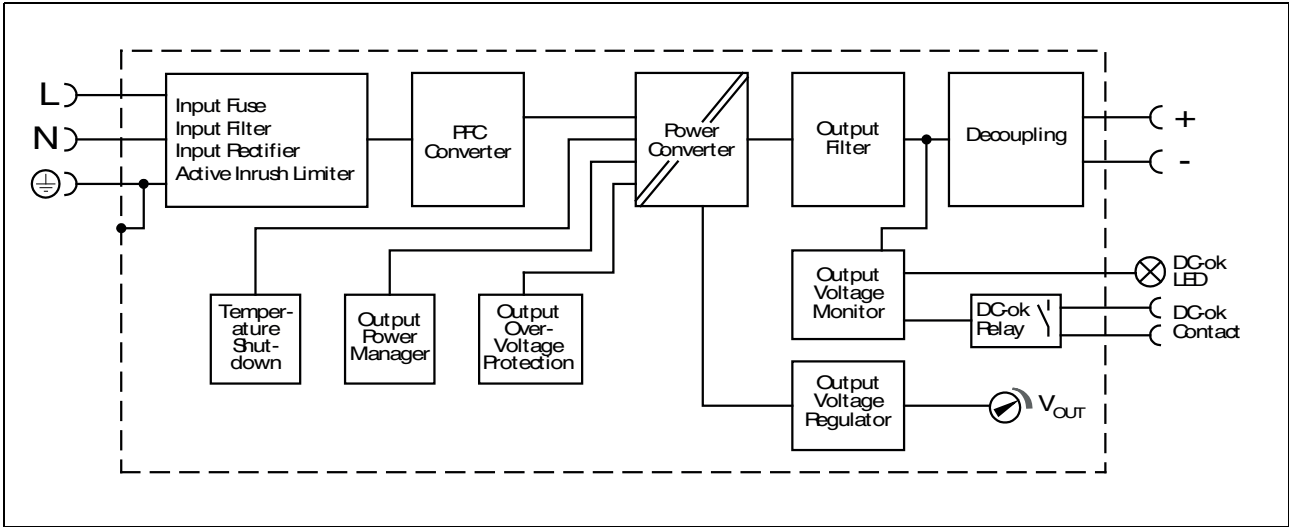 L
N
Input Fuse
Input Filter
Input Rectifier
Active Inrush Limiter
PFC
Converter
Power
Converter
Output
Filter
Decoupling
+
-
Temper-
ature
Shut-
down
Output
Power
Manager
Output
Over-
Voltage
Protection
Output
Voltage
Monitor
DC-ok
LED
DC-ok
Relay
DC-ok
Contact
Output
Voltage
Regulator
VOUT